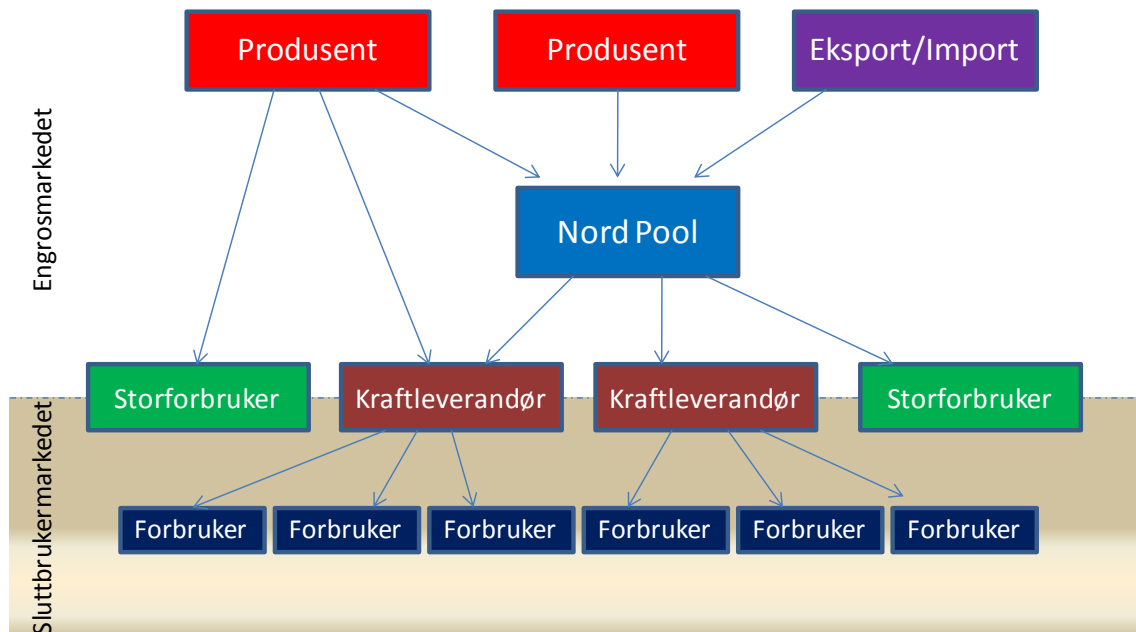 Produsent
Produsent
Eksport/Import
Engrosmarkedet
Nord Pool
Storforbruker
Kraftleverandør
Kraftleverandør
Storforbruker
Sluttbrukermarkedet
Forbruker
Forbruker
Forbruker
Forbruker
Forbruker
Forbruker